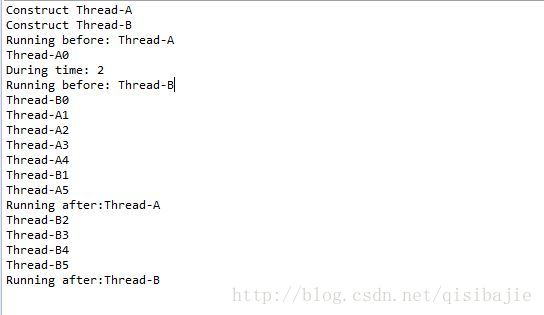 Construct Thread-A
Construct Thread-B
Running before: Thread-A
Thread-A0
During time: 2
Running before: Thread-B
Thread-B0
Thread-A1
Thread-A2
Thread-A3
Thread-A4
Thread-B1
Thread-A5
Running after:Thread-A
Thread-B2
Thread-B3
Thread-B4
Thread-B5
Running after:Thread-B
http://blog.csdn.net/qisibajie